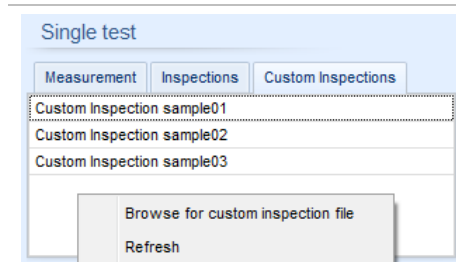 Single test
Measurement Inspections Custom Inspections
Custom Inspection sample01
Custom Inspection sample02
Custom Inspection sample03
Browse for custom inspection file
Refresh